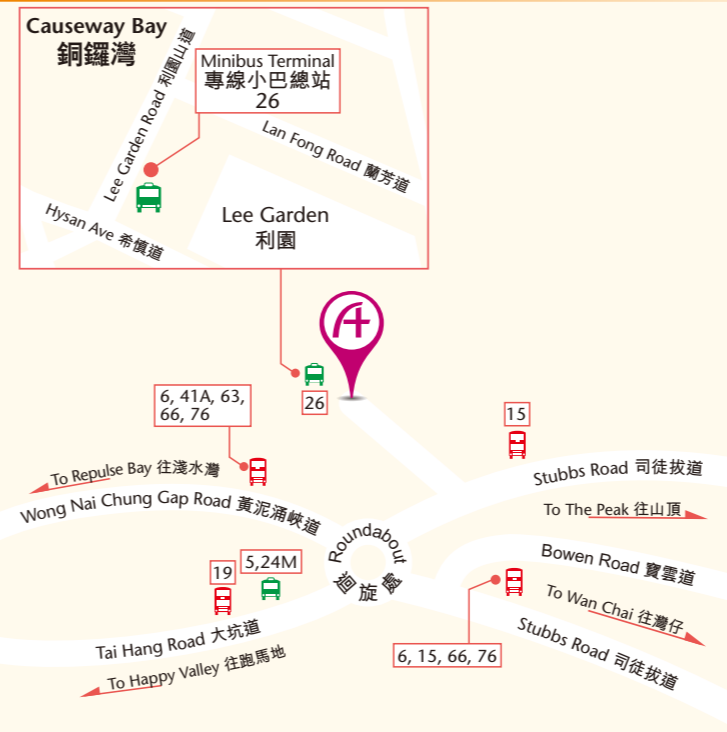 Causeway Bay
銅鑼灣
Lee Garden Road 利園山道
Minibus Terminal
專線小巴總站
26
Lan Fong Road 蘭芳道
Hysan Ave 希慎道
Lee Garden
利園
26
6, 41A, 63,
66, 76
15
To Repulse Bay 往淺水灣
Wong Nai Chung Gap Road 黃泥涌峽道
Stubbs Road 司徒拔道
To The Peak 往山頂
Roundabout
迴旋處
Bowen Road 寶雲道
19
5,24M
To Wan Chai 往灣仔
Stubbs Road 司徒拔道
6, 15, 66, 76
Tai Hang Road 大坑道
To Happy Valley 往跑馬地